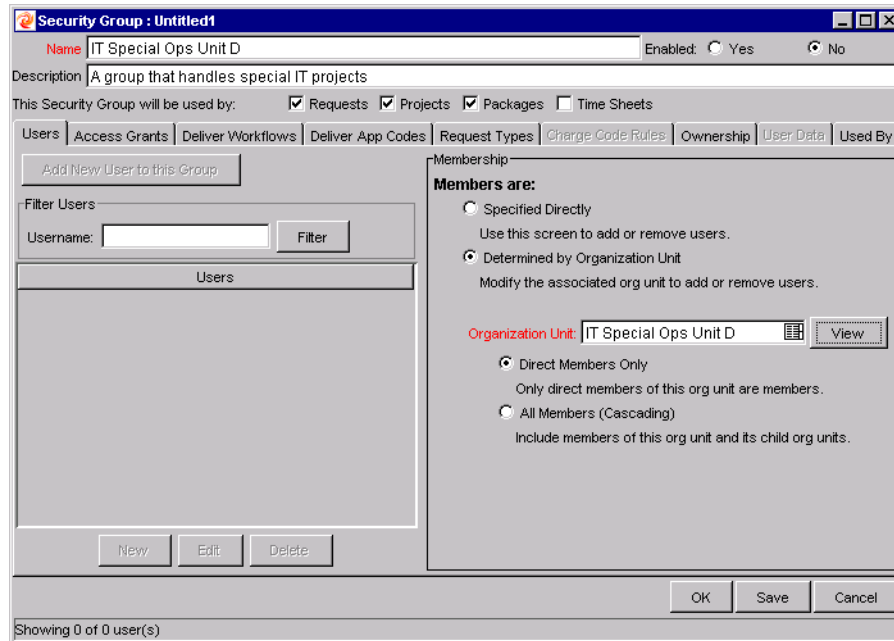 Security Group : Untitled1
Name IT Special Ops Unit D Enabled: Yes No
Description A group that handles special IT projects
This Security Group will be used by: Requests Projects Packages Time Sheets
Users Access Grants Deliver Workflows Deliver App Codes Request Types Charge Code Rules Ownership User Data Used By
Add New User to this Group
Filter Users
Username: Filter
Users
New Edit Delete
Membership
Members are:
Specified Directly
Use this screen to add or remove users.
Determined by Organization Unit
Modify the associated org unit to add or remove users.
Organization Unit: IT Special Ops Unit D View
Direct Members Only
Only direct members of this org unit are members.
All Members (Cascading)
Include members of this org unit and its child org units.
OK Save Cancel
Showing 0 of 0 user(s)